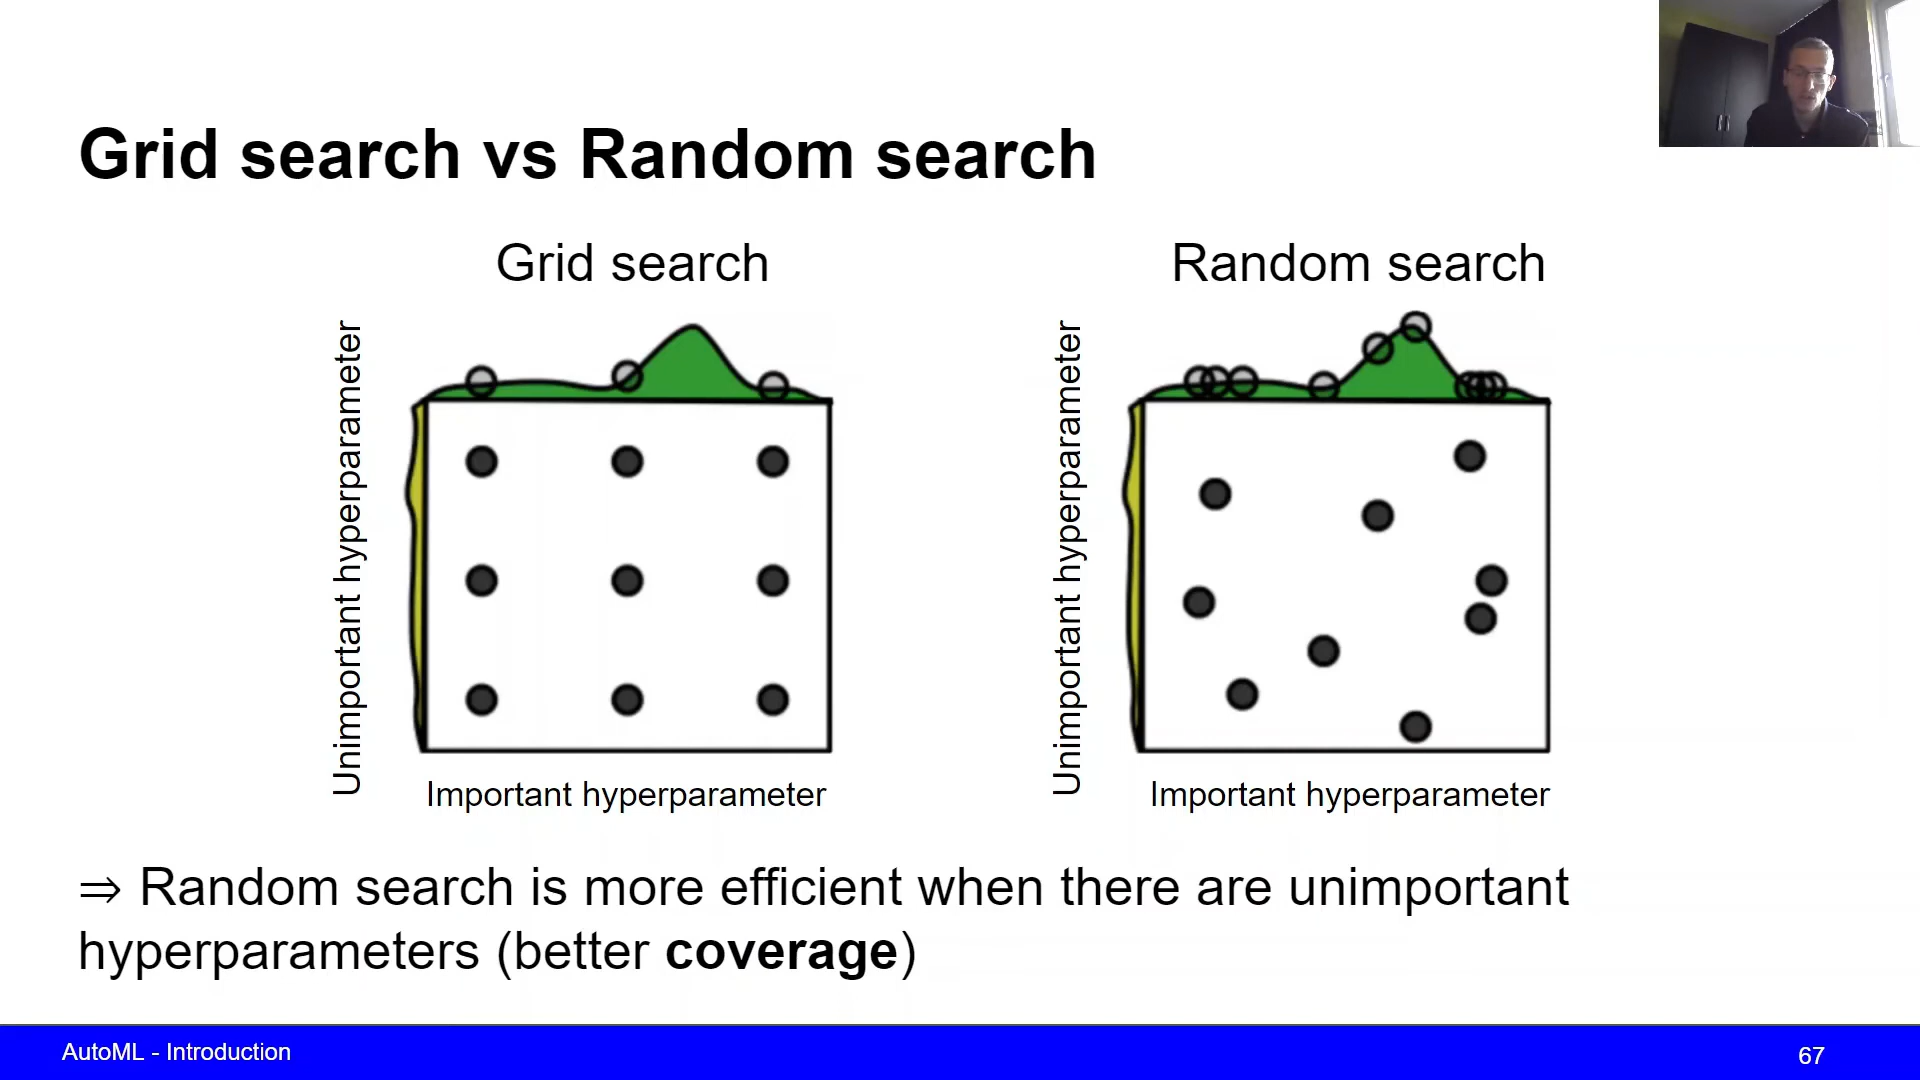 Grid search vs Random search
Grid search
Unimportant hyperparameter
Important hyperparameter
Random search
Unimportant hyperparameter
Important hyperparameter
⇒ Random search is more efficient when there are unimportant
hyperparameters (better coverage)
AutoML - Introduction
67